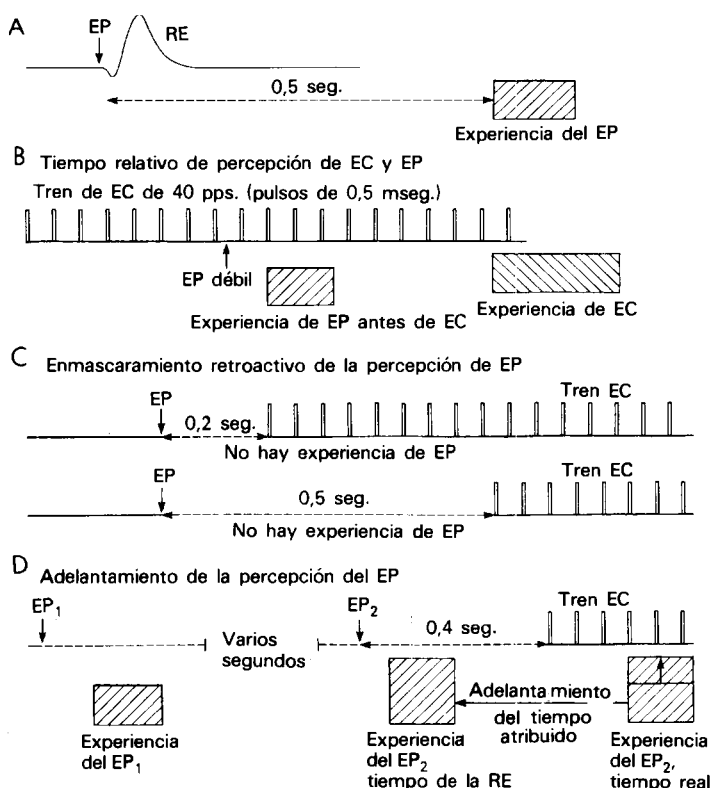 A
EP
RE
0,5 seg.
Experiencia del EP
B Tiempo relativo de percepción de EC y EP
Tren de EC de 40 pps. (pulsos de 0,5 mseg.)
EP débil
Experiencia de EP antes de EC
Experiencia de EC
C Enmascaramiento retroactivo de la percepción de EP
EP
Tren EC
0,2 seg.
No hay experiencia de EP
EP
Tren EC
0,5 seg.
No hay experiencia de EP
D Adelantamiento de la percepción del EP
EP₁
EP₂
Tren EC
Varios
segundos
0,4 seg.
Experiencia
del EP₁
Experiencia
del EP₂
tiempo de la RE
Adelantamiento
del tiempo
atribuido
Experiencia
del EP₂,
tiempo real